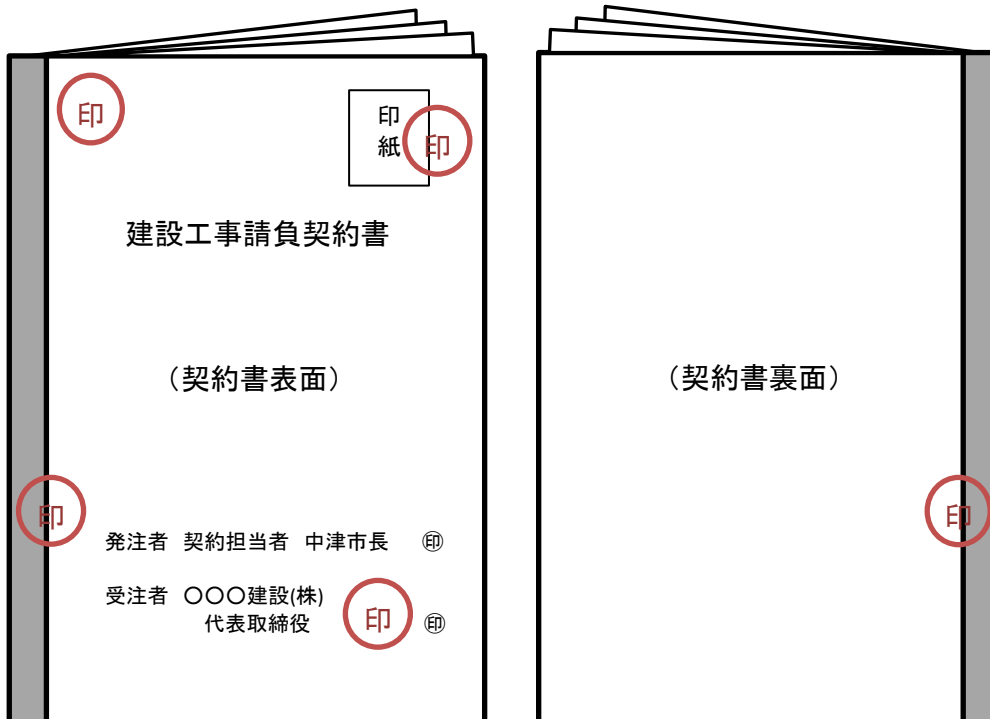 印
印
紙
印
建設工事請負契約書
（契約書表面）
印
発注者 契約担当者 中津市長 ㊞
受注者 〇〇〇建設(株)
代表取締役 印 ㊞
（契約書裏面）
印